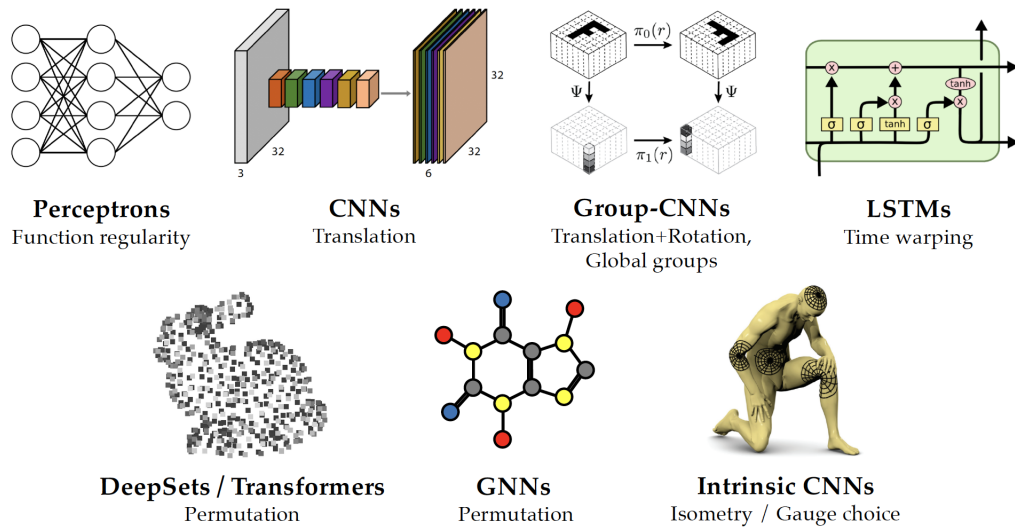 π₀(r)
Ψ
Ψ
π₁(r)
3
32
32
32
6
x
+
tanh
x
x
σ
σ
tanh
σ
Perceptrons
Function regularity
CNNs
Translation
Group-CNNs
Translation+Rotation,
Global groups
LSTMs
Time warping
DeepSets / Transformers
Permutation
GNNs
Permutation
Intrinsic CNNs
Isometry / Gauge choice